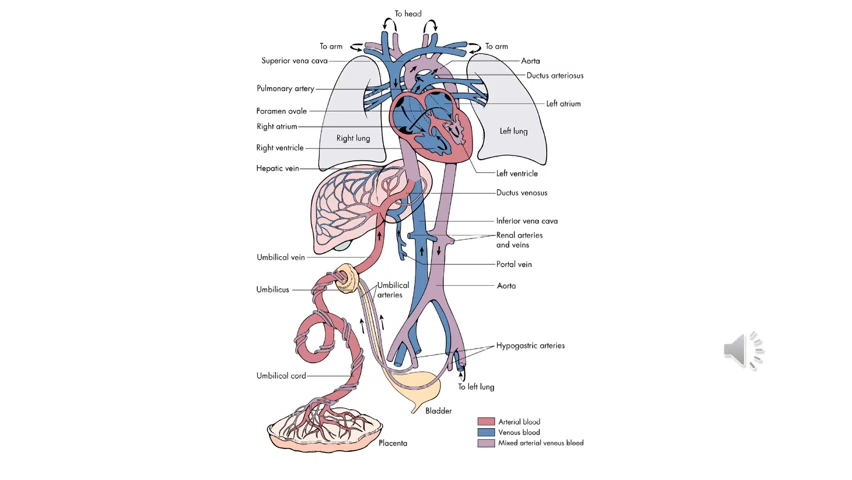 To head
To arm
To arm
Superior vena cava
Aorta
Ductus arteriosus
Pulmonary artery
Foramen ovale
Left atrium
Right atrium
Right lung
Left lung
Right ventricle
Hepatic vein
Left ventricle
Ductus venosus
Inferior vena cava
Renal arteries
and veins
Umbilical vein
Portal vein
Umbilicus
Umbilical
arteries
Aorta
Hypogastric arteries
Umbilical cord
To left lung
Bladder
Placenta
Arterial blood
Venous blood
Mixed arterial venous blood